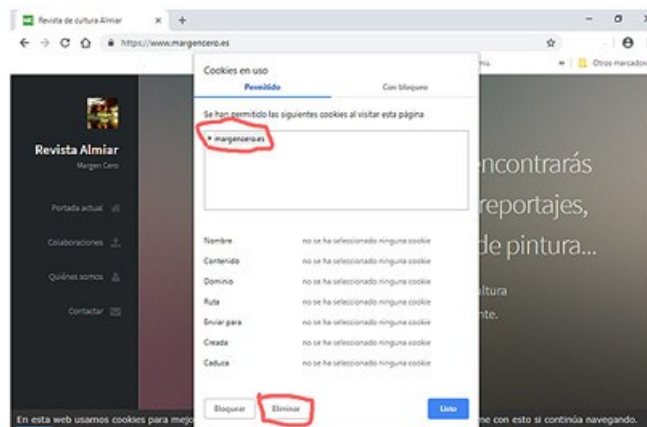 Revista de cultura Almiar
https://www.margencero.es
Otros marcadores
Cookies en uso
Permitido
Con bloqueo
Se han permitido las siguientes cookies al visitar esta página
margencero.es
Revista Almiar
Margen Cero
Portada actual
Colaboraciones
Quiénes somos
Contactar
encontrarás
reportajes,
de pintura...
ultura
nte.
Nombre no se ha seleccionado ninguna cookie
Contenido no se ha seleccionado ninguna cookie
Dominio no se ha seleccionado ninguna cookie
Ruta no se ha seleccionado ninguna cookie
Enviar para no se ha seleccionado ninguna cookie
Creada no se ha seleccionado ninguna cookie
Caduca no se ha seleccionado ninguna cookie
Bloquear Eliminar Listo
En esta web usamos cookies para mejo
ne con esto si continúa navegando.